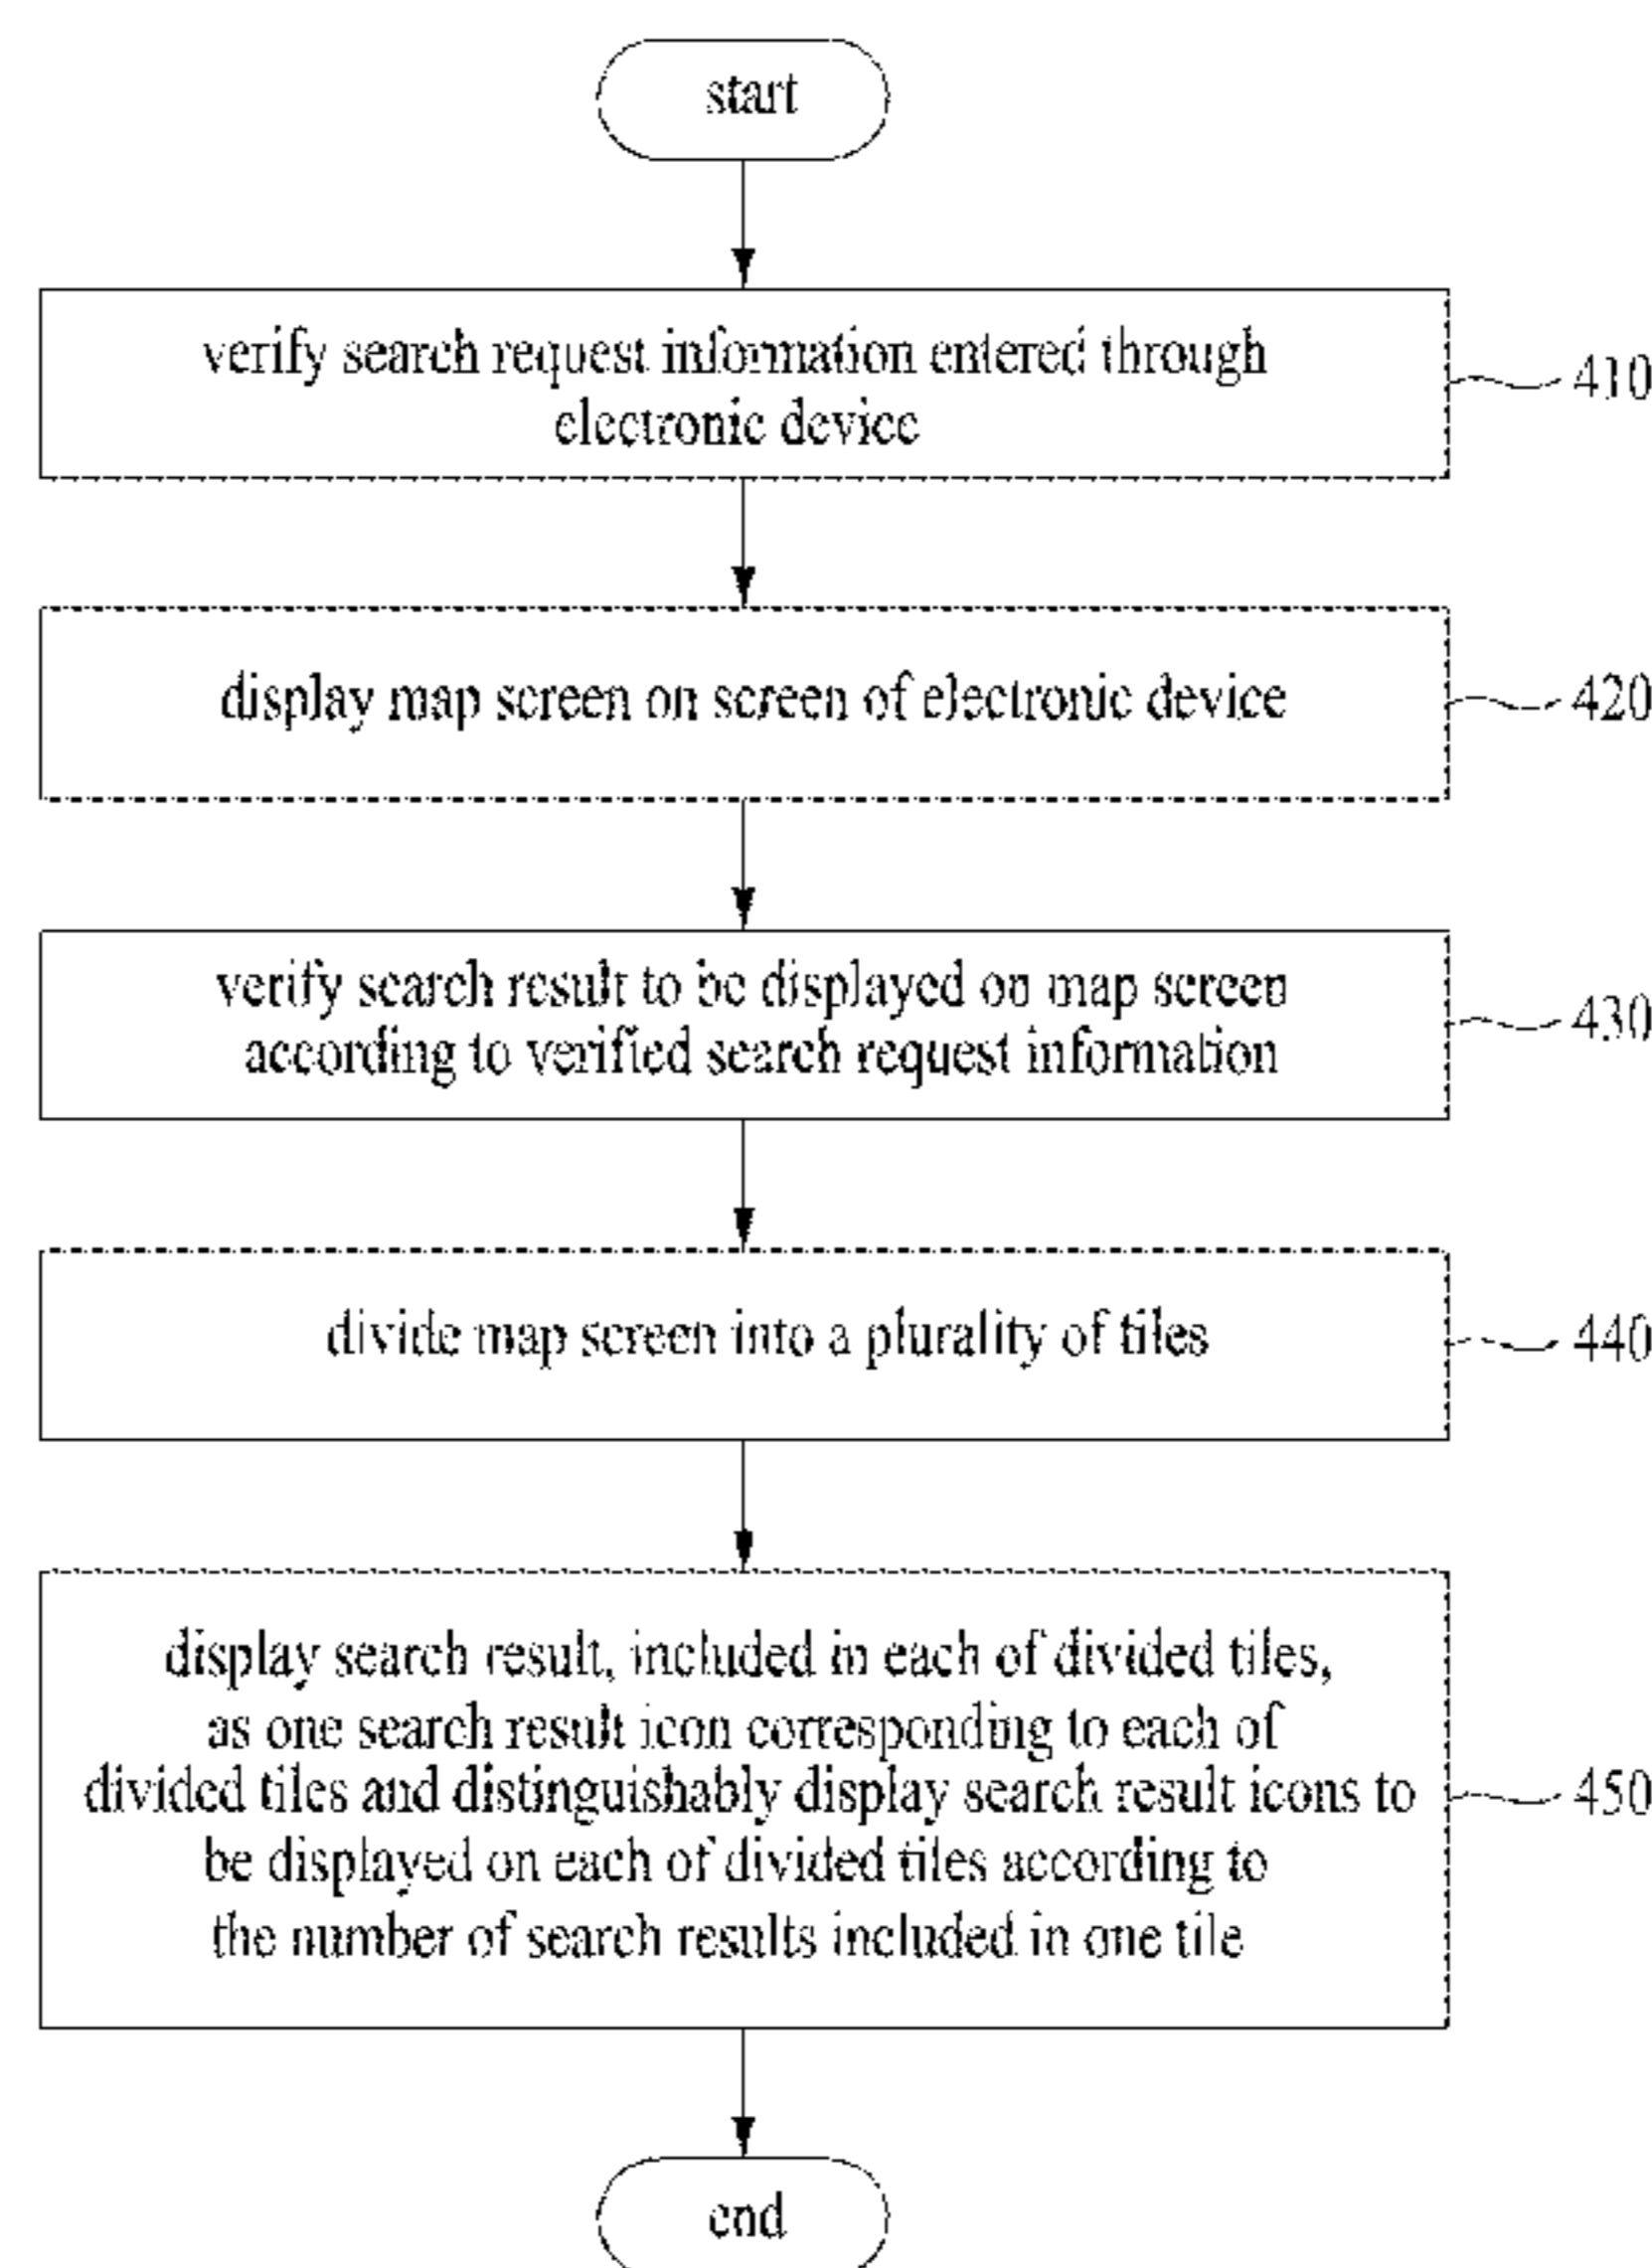 start
verify search request information entered through
electronic device
410
display map screen on screen of electronic device
420
verify search result to be displayed on map screen
according to verified search request information
430
divide map screen into a plurality of tiles
440
display search result, included in each of divided tiles,
as one search result icon corresponding to each of
divided tiles and distinguishably display search result icons to
be displayed on each of divided tiles according to
the number of search results included in one tile
450
end